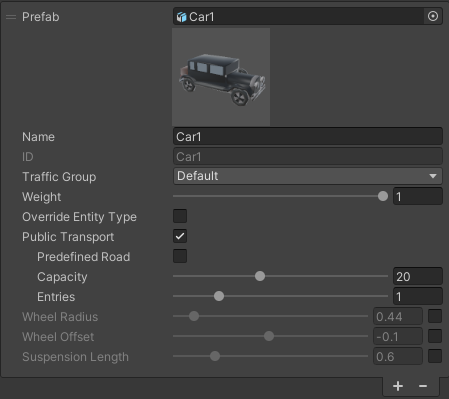 Prefab Car1
Name Car1
ID Car1
Traffic Group Default
Weight 1
Override Entity Type
Public Transport
Predefined Road
Capacity 20
Entries 1
Wheel Radius 0.44
Wheel Offset -0.1
Suspension Length 0.6